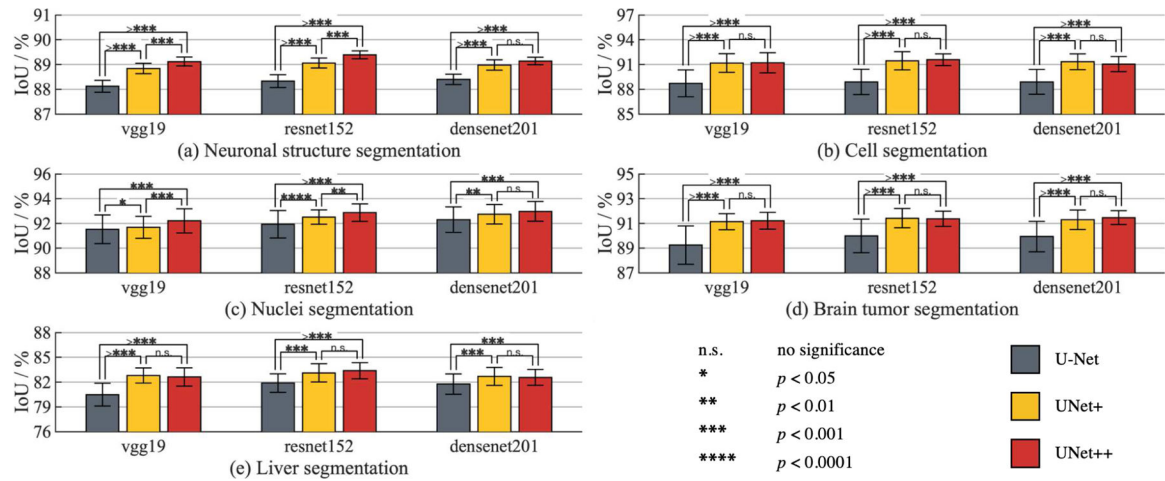 91
90
89
88
87
IoU / %
>***
>***
***
>***
>***
***
>***
>***
n.s.
vgg19
resnet152
densenet201
(a) Neuronal structure segmentation
97
94
91
88
85
IoU / %
>***
>***
n.s.
>***
>***
n.s.
>***
>***
n.s.
vgg19
resnet152
densenet201
(b) Cell segmentation
96
94
92
90
88
IoU / %
***
*
***
>***
****
**
***
**
n.s.
vgg19
resnet152
densenet201
(c) Nuclei segmentation
95
93
91
89
87
IoU / %
>***
>***
n.s.
>***
>***
n.s.
>***
>***
n.s.
vgg19
resnet152
densenet201
(d) Brain tumor segmentation
88
85
82
79
76
IoU / %
>***
>***
n.s.
>***
***
n.s.
***
***
n.s.
vgg19
resnet152
densenet201
(e) Liver segmentation
n.s. no significance
* p < 0.05
** p < 0.01
*** p < 0.001
**** p < 0.0001
U-Net
UNet+
UNet++